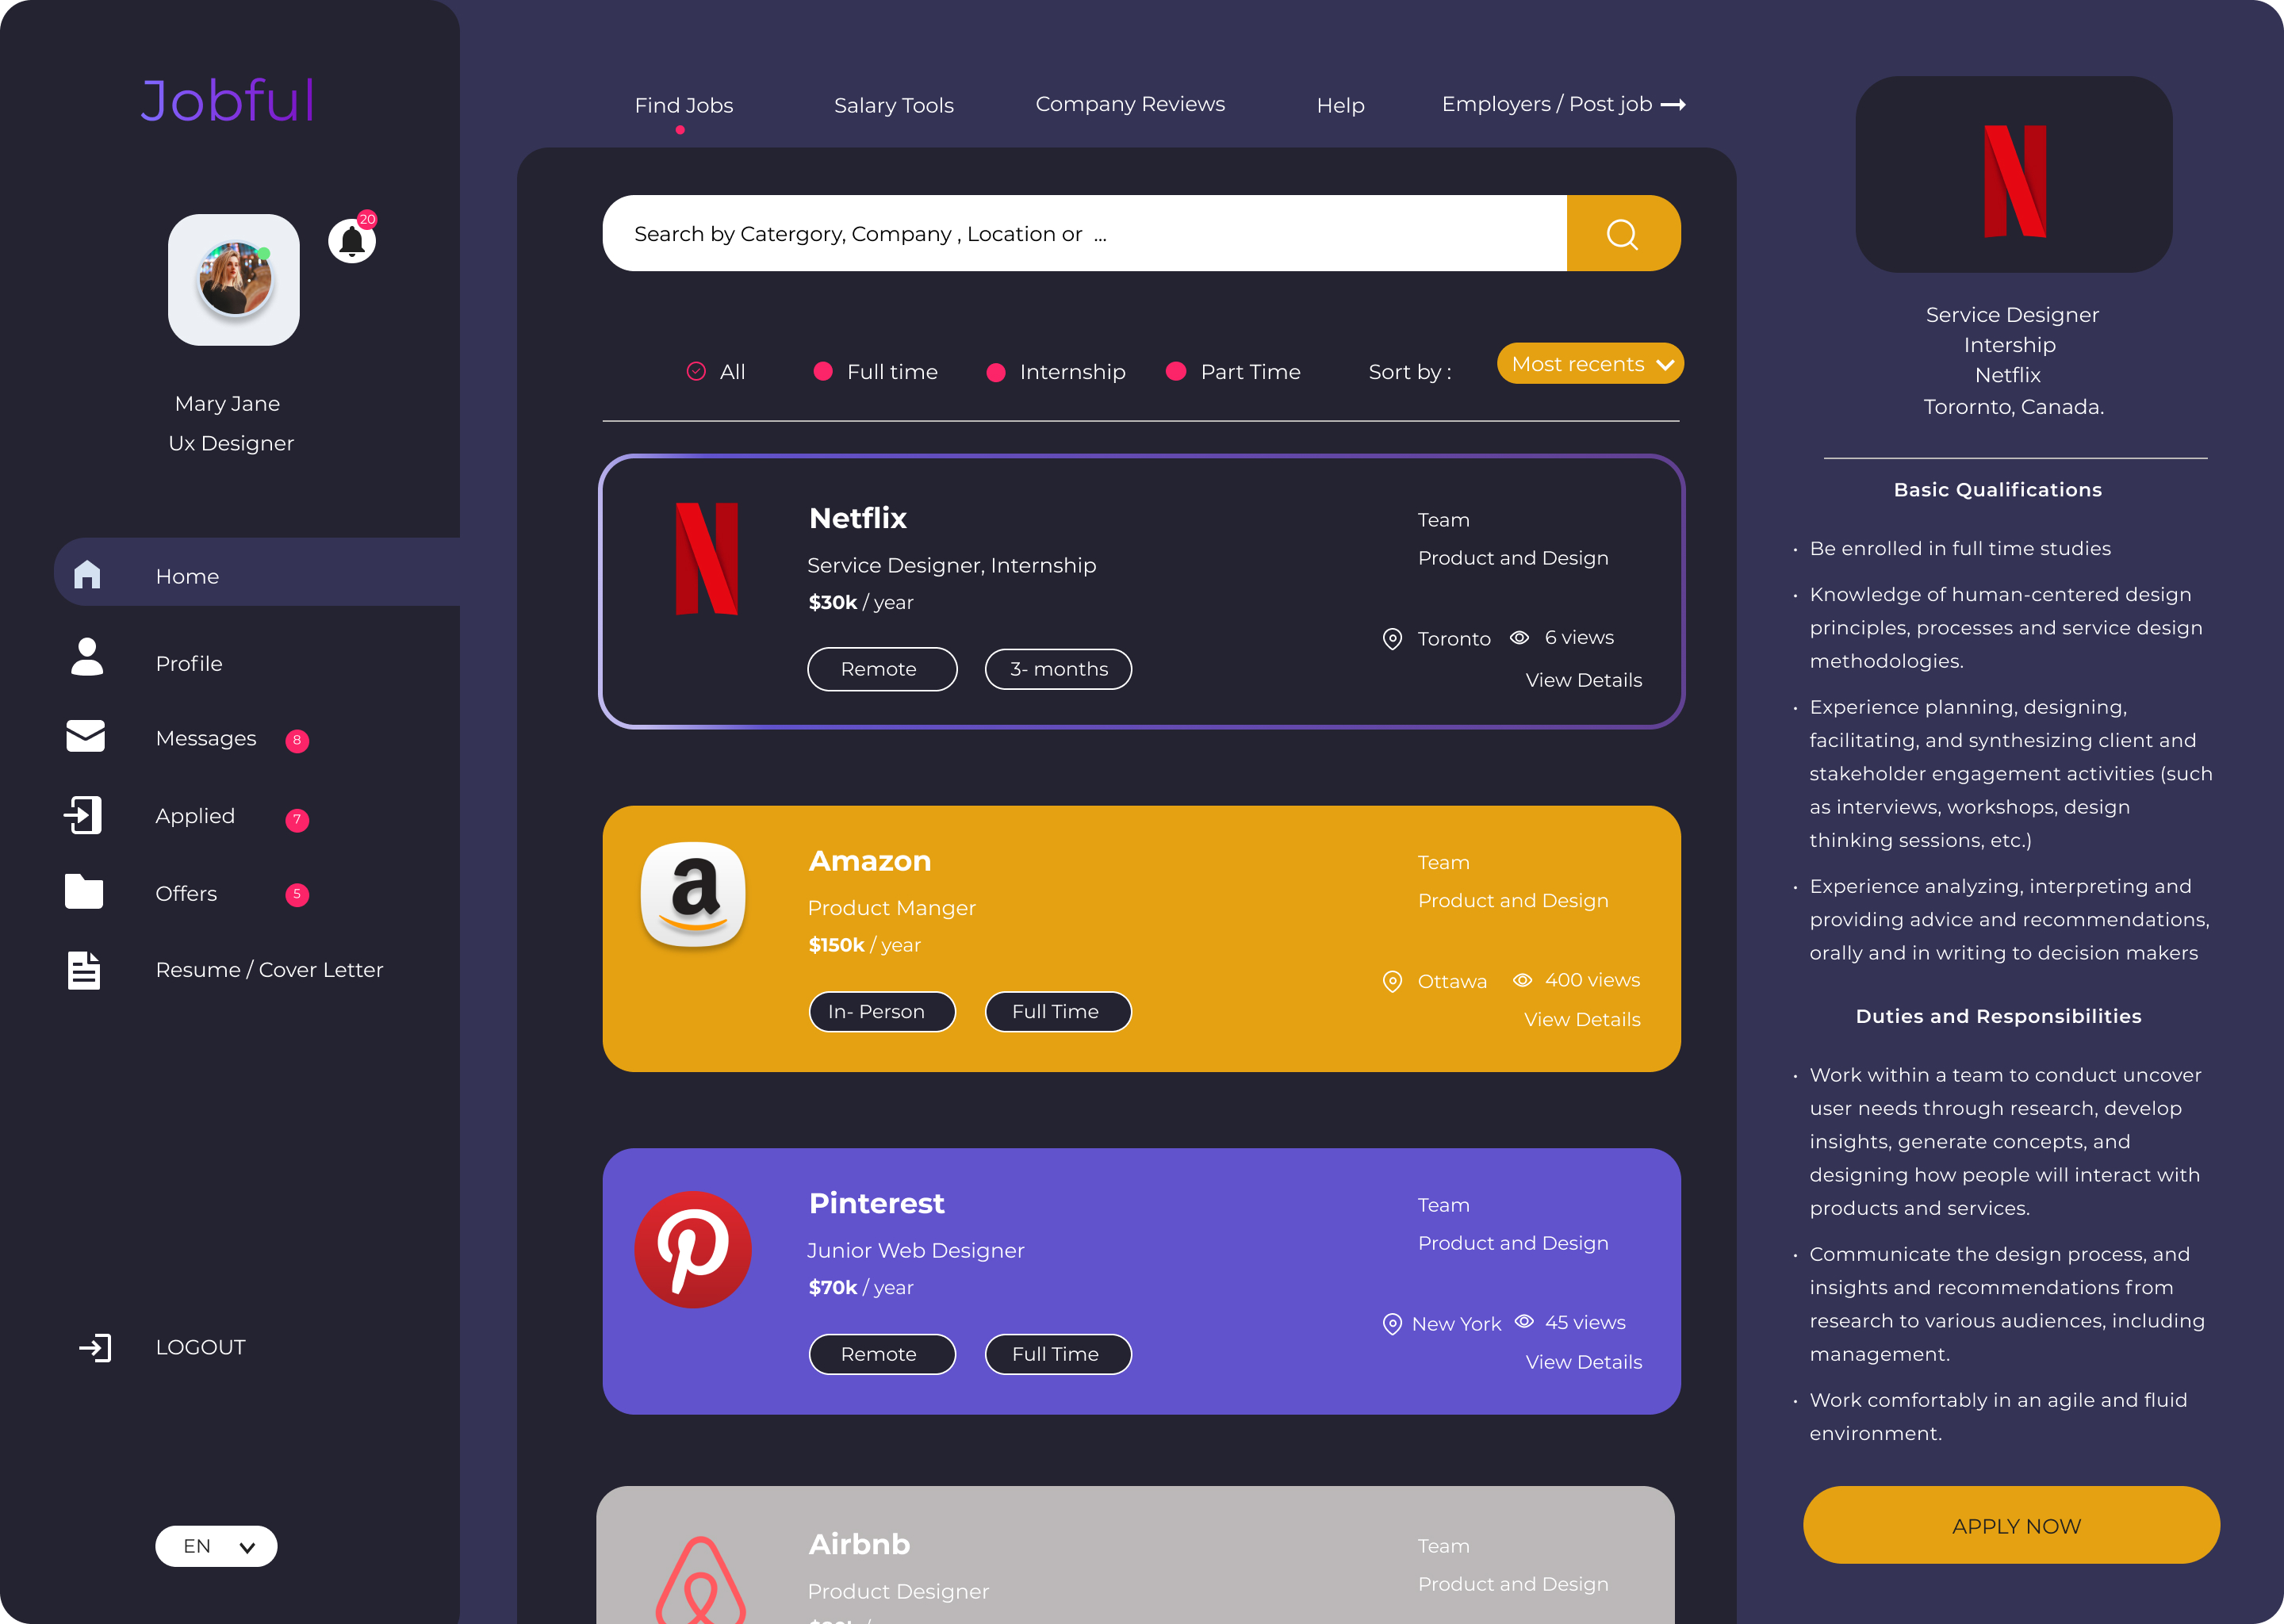 Jobful
20
Mary Jane
Ux Designer
Home
Profile
Messages 8
Applied 7
Offers 5
Resume / Cover Letter
LOGOUT
EN
Find Jobs
Salary Tools
Company Reviews
Help
Employers / Post job
Search by Catergory, Company , Location or ...
All
Full time
Internship
Part Time
Sort by :
Most recents
Netflix
Service Designer, Internship
$30k / year
Remote
3- months
Team
Product and Design
Toronto
6 views
View Details
a
Amazon
Product Manger
$150k / year
In- Person
Full Time
Team
Product and Design
Ottawa
400 views
View Details
Pinterest
Junior Web Designer
$70k / year
Remote
Full Time
Team
Product and Design
New York
45 views
View Details
Airbnb
Product Designer
Team
Product and Design
N
Service Designer
Intership
Netflix
Torornto, Canada.
Basic Qualifications
• Be enrolled in full time studies
• Knowledge of human-centered design
principles, processes and service design
methodologies.
• Experience planning, designing,
facilitating, and synthesizing client and
stakeholder engagement activities (such
as interviews, workshops, design
thinking sessions, etc.)
• Experience analyzing, interpreting and
providing advice and recommendations,
orally and in writing to decision makers
Duties and Responsibilities
• Work within a team to conduct uncover
user needs through research, develop
insights, generate concepts, and
designing how people will interact with
products and services.
• Communicate the design process, and
insights and recommendations from
research to various audiences, including
management.
• Work comfortably in an agile and fluid
environment.
APPLY NOW